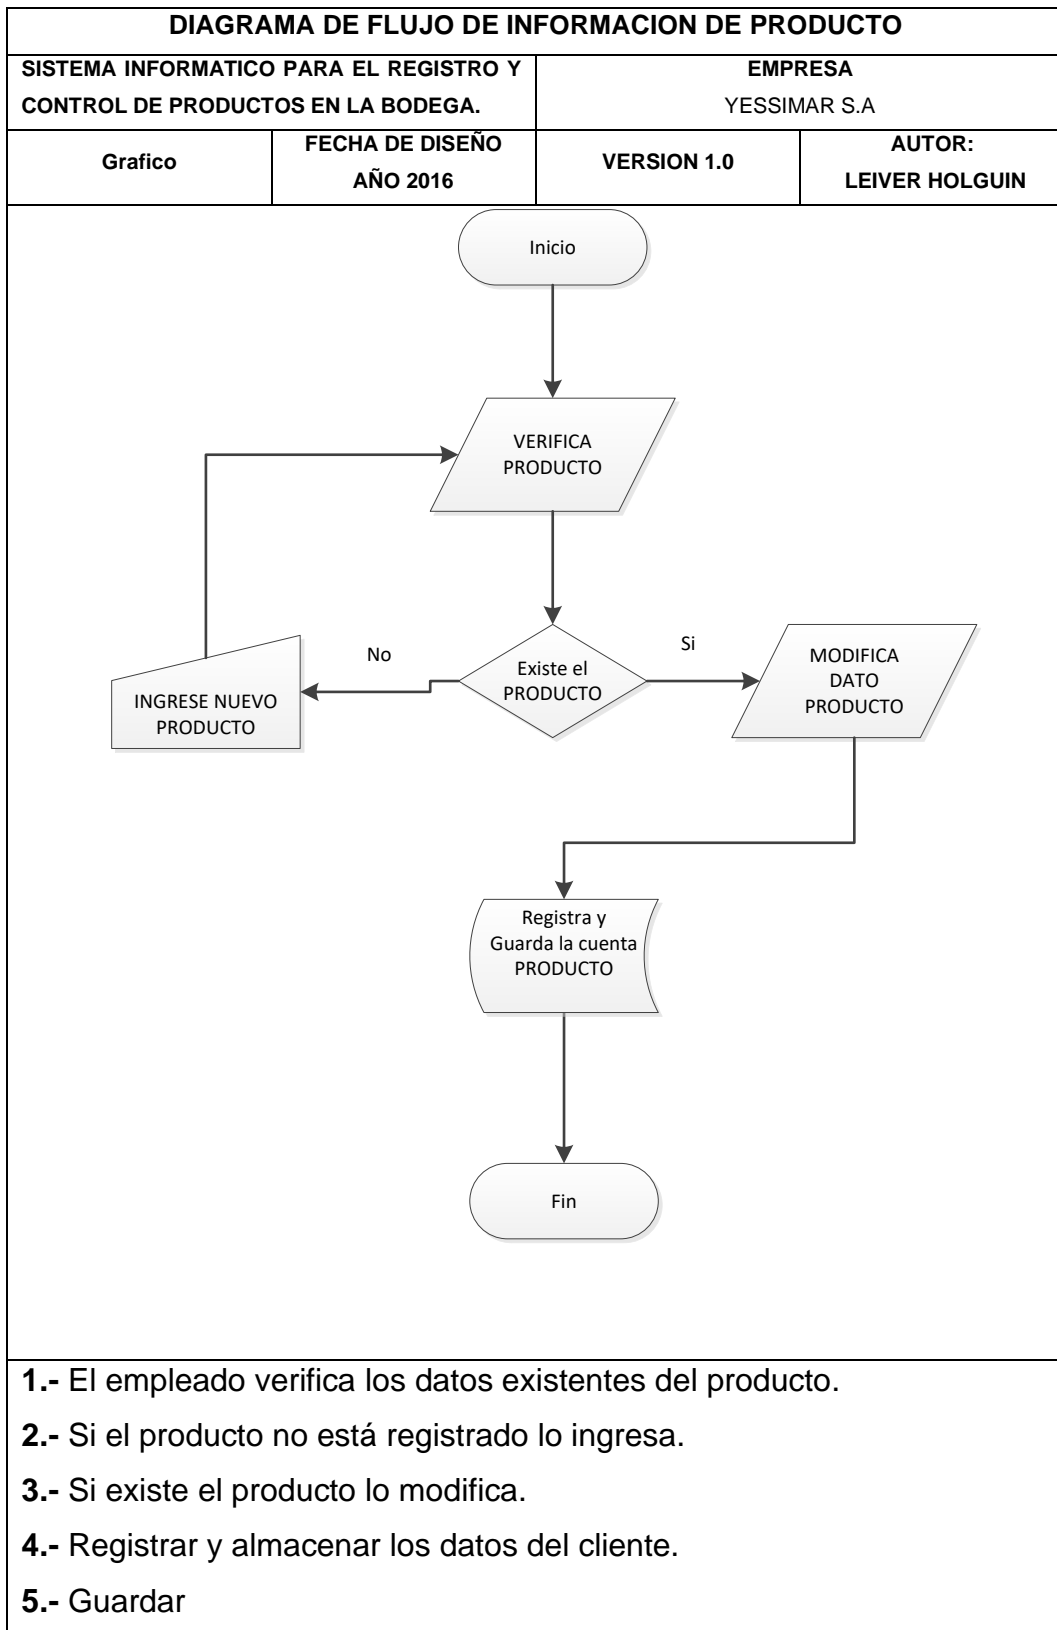 DIAGRAMA DE FLUJO DE INFORMACION DE PRODUCTO
SISTEMA INFORMATICO PARA EL REGISTRO Y
CONTROL DE PRODUCTOS EN LA BODEGA.
EMPRESA
YESSIMAR S.A
Grafico
FECHA DE DISEÑO
AÑO 2016
VERSION 1.0
AUTOR:
LEIVER HOLGUIN
Inicio
VERIFICA
PRODUCTO
No
Existe el
PRODUCTO
Si
INGRESE NUEVO
PRODUCTO
MODIFICA
DATO
PRODUCTO
Registra y
Guarda la cuenta
PRODUCTO
Fin
1.- El empleado verifica los datos existentes del producto.
2.- Si el producto no está registrado lo ingresa.
3.- Si existe el producto lo modifica.
4.- Registrar y almacenar los datos del cliente.
5.- Guardar